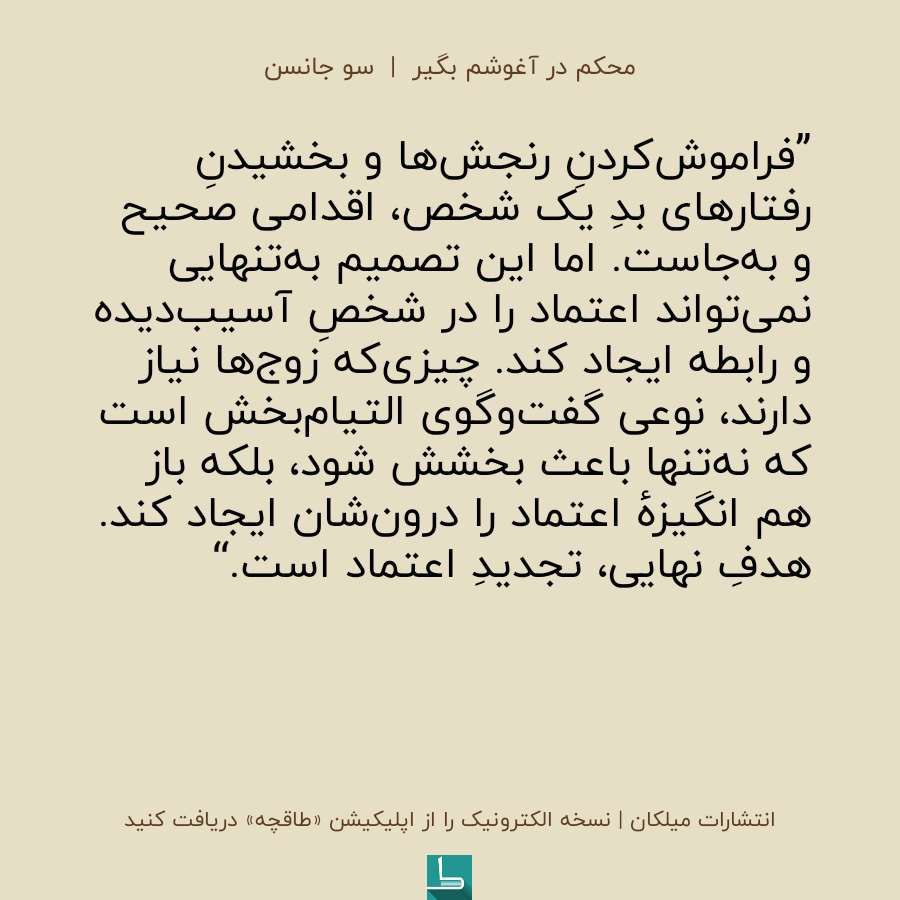 محکم در آغوشم بگیر | سو جانسن
”فراموش‌کردنِ رنجش‌ها و بخشیدنِ
رفتارهای بدِ یک شخص، اقدامی صحیح
و به‌جاست. اما این تصمیم به‌تنهایی
نمی‌تواند اعتماد را در شخصِ آسیب‌دیده
و رابطه ایجاد کند. چیزی‌که زوج‌ها نیاز
دارند، نوعی گفت‌وگوی التیام‌بخش است
که نه‌تنها باعث بخشش شود، بلکه باز
هم انگیزهٔ اعتماد را درون‌شان ایجاد کند.
هدفِ نهایی، تجدیدِ اعتماد است.“
انتشارات میلکان | نسخه الکترونیک را از اپلیکیشن «طاقچه» دریافت کنید